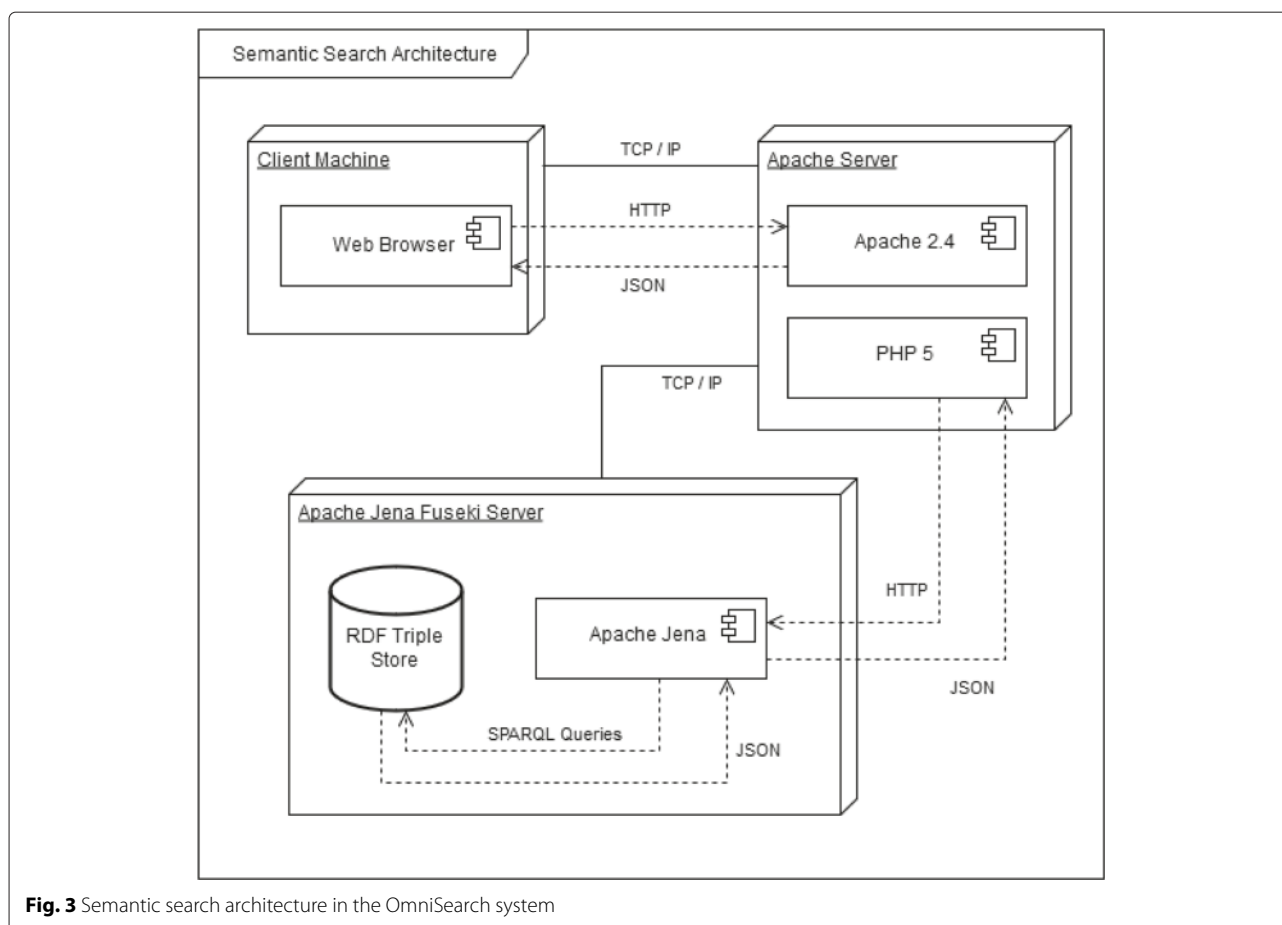 Semantic Search Architecture
Client Machine
TCP / IP
Apache Server
Web Browser
HTTP
Apache 2.4
JSON
PHP 5
TCP / IP
Apache Jena Fuseki Server
RDF Triple
Store
Apache Jena
HTTP
JSON
SPARQL Queries
JSON
Fig. 3 Semantic search architecture in the OmniSearch system